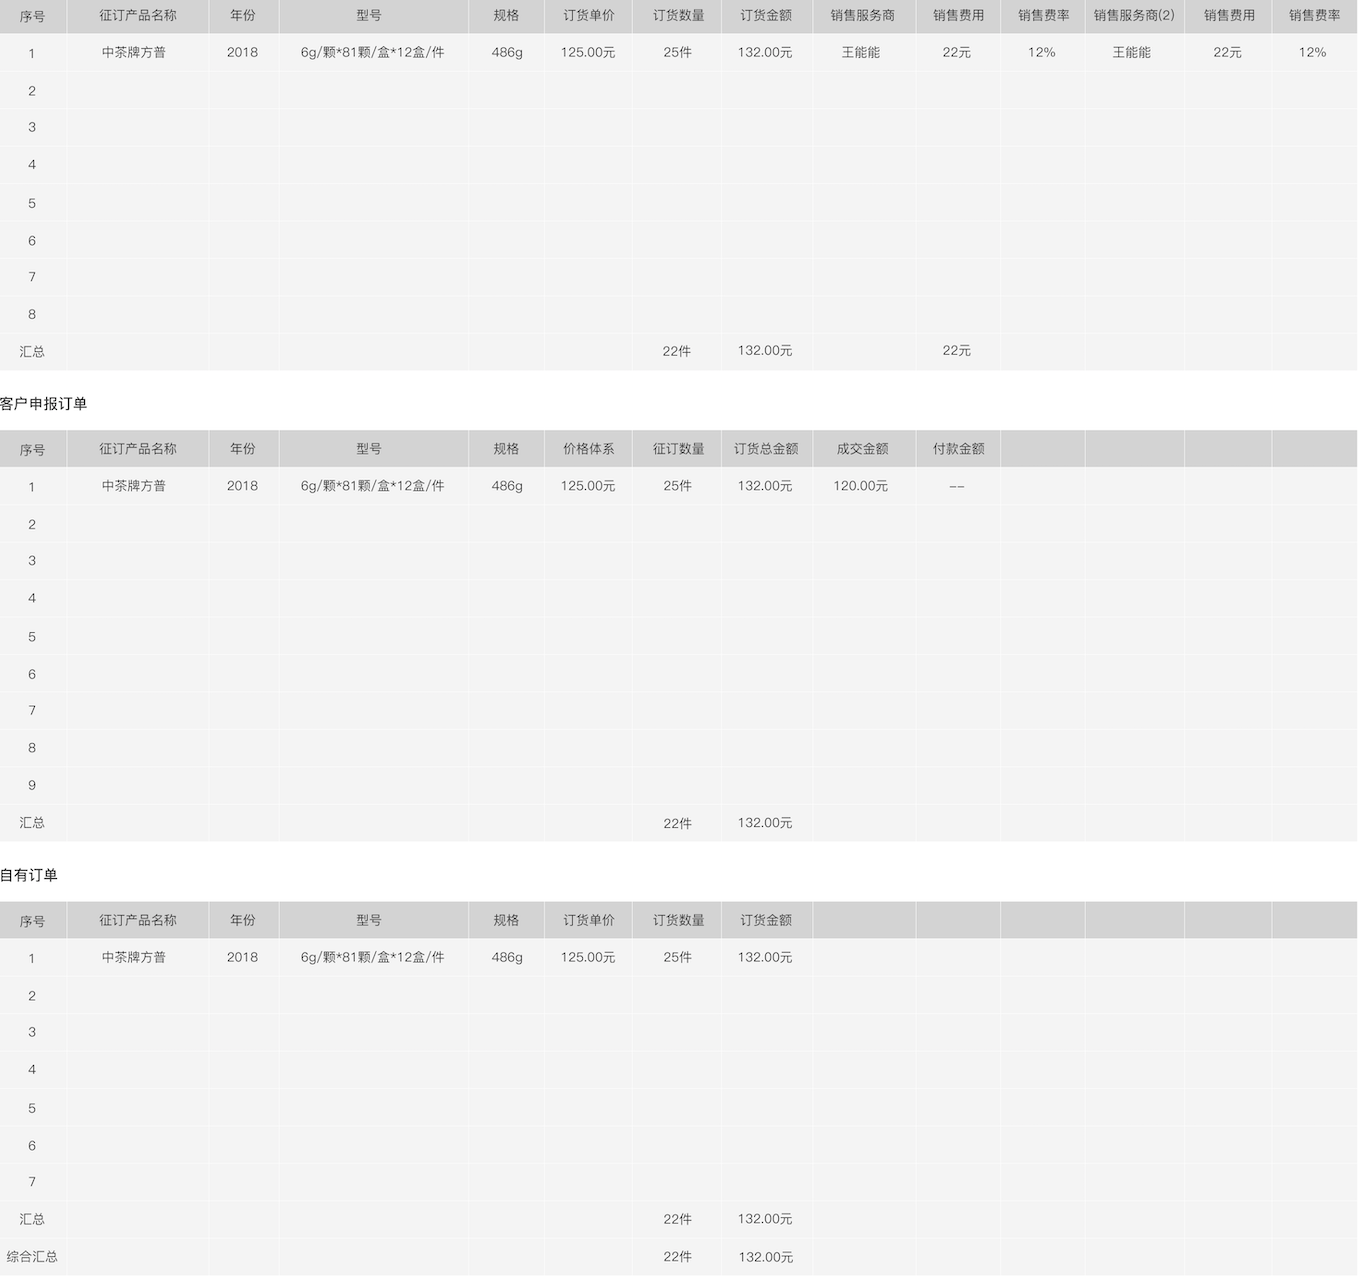 序号 征订产品名称 年份 型号 规格 订货单价 订货数量 订货金额 销售服务商 销售费用 销售费率 销售服务商(2) 销售费用 销售费率
1 中茶牌方普 2018 6g/颗*81颗/盒*12盒/件 486g 125.00元 25件 132.00元 王能能 22元 12% 王能能 22元 12%
2
3
4
5
6
7
8
汇总 22件 132.00元 22元
客户申报订单
序号 征订产品名称 年份 型号 规格 价格体系 征订数量 订货总金额 成交金额 付款金额
1 中茶牌方普 2018 6g/颗*81颗/盒*12盒/件 486g 125.00元 25件 132.00元 120.00元 --
2
3
4
5
6
7
8
9
汇总 22件 132.00元
自有订单
序号 征订产品名称 年份 型号 规格 订货单价 订货数量 订货金额
1 中茶牌方普 2018 6g/颗*81颗/盒*12盒/件 486g 125.00元 25件 132.00元
2
3
4
5
6
7
汇总 22件 132.00元
综合汇总 22件 132.00元